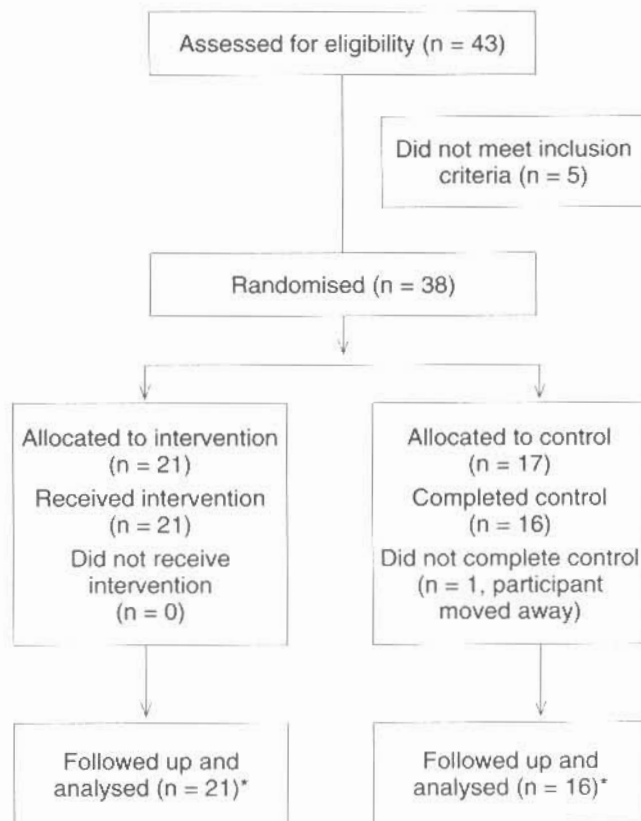 Assessed for eligibility (n = 43)
Did not meet inclusion
criteria (n = 5)
Randomised (n = 38)
Allocated to intervention
(n = 21)
Received intervention
(n = 21)
Did not receive
intervention
(n = 0)
Allocated to control
(n = 17)
Completed control
(n = 16)
Did not complete control
(n = 1, participant
moved away)
Followed up and
analysed (n = 21)*
Followed up and
analysed (n = 16)*